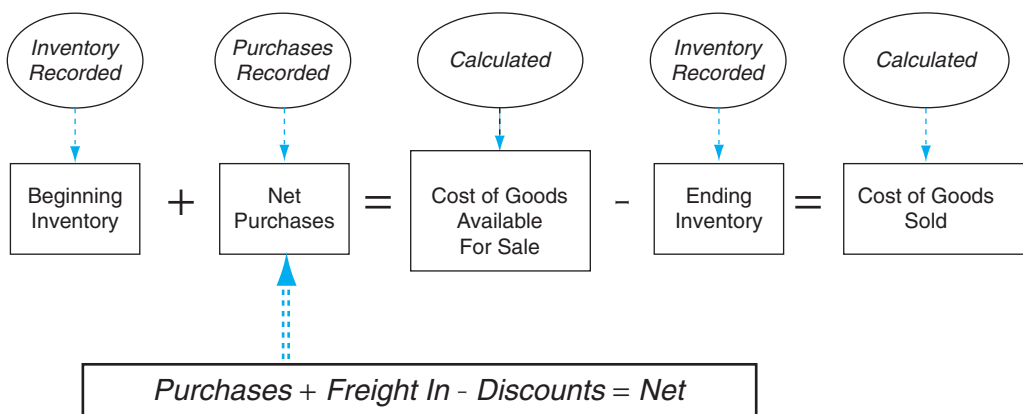 Inventory
Recorded
Purchases
Recorded
Calculated
Inventory
Recorded
Calculated
Beginning
Inventory
+
Net
Purchases
=
Cost of Goods
Available
For Sale
-
Ending
Inventory
=
Cost of Goods
Sold
Purchases + Freight In - Discounts = Net